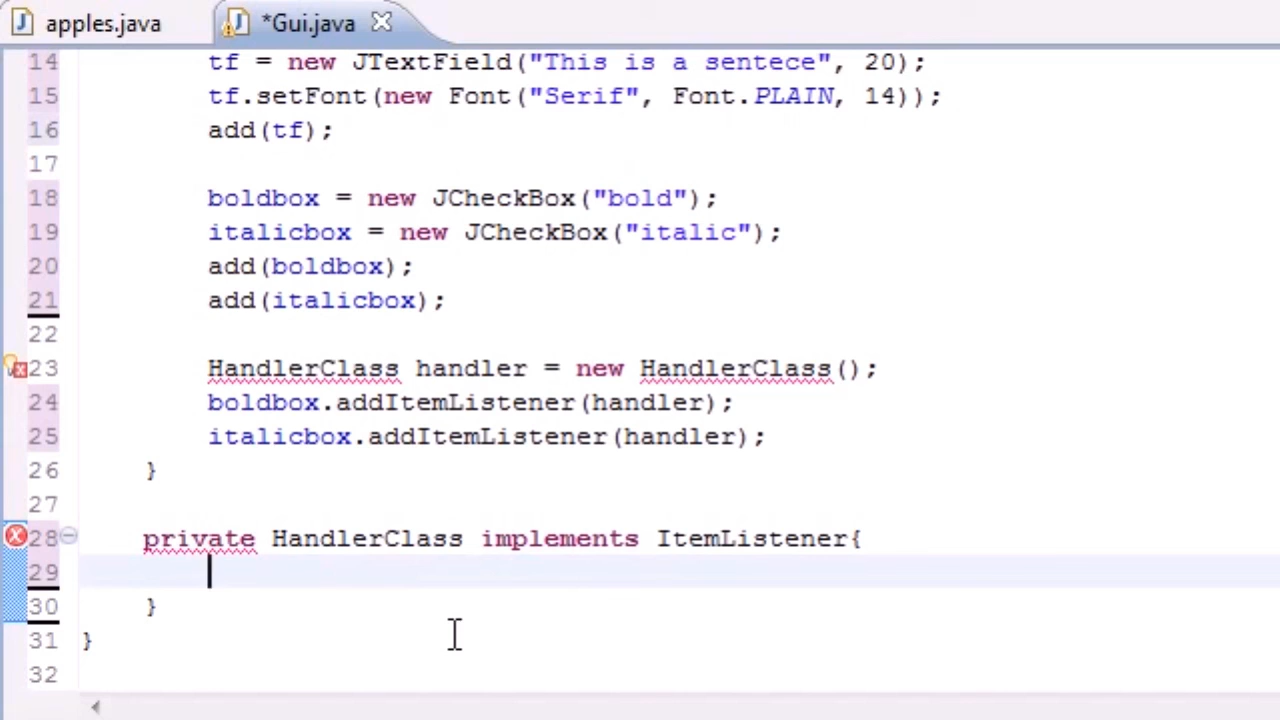 apples.java *Gui.java
14 tf = new JTextField("This is a sentece", 20);
15 tf.setFont(new Font("Serif", Font.PLAIN, 14));
16 add(tf);
17
18 boldbox = new JCheckBox("bold");
19 italicbox = new JCheckBox("italic");
20 add(boldbox);
21 add(italicbox);
22
23 HandlerClass handler = new HandlerClass();
24 boldbox.addItemListener(handler);
25 italicbox.addItemListener(handler);
26 }
27
28 private HandlerClass implements ItemListener{
29
30 }
31 }
32